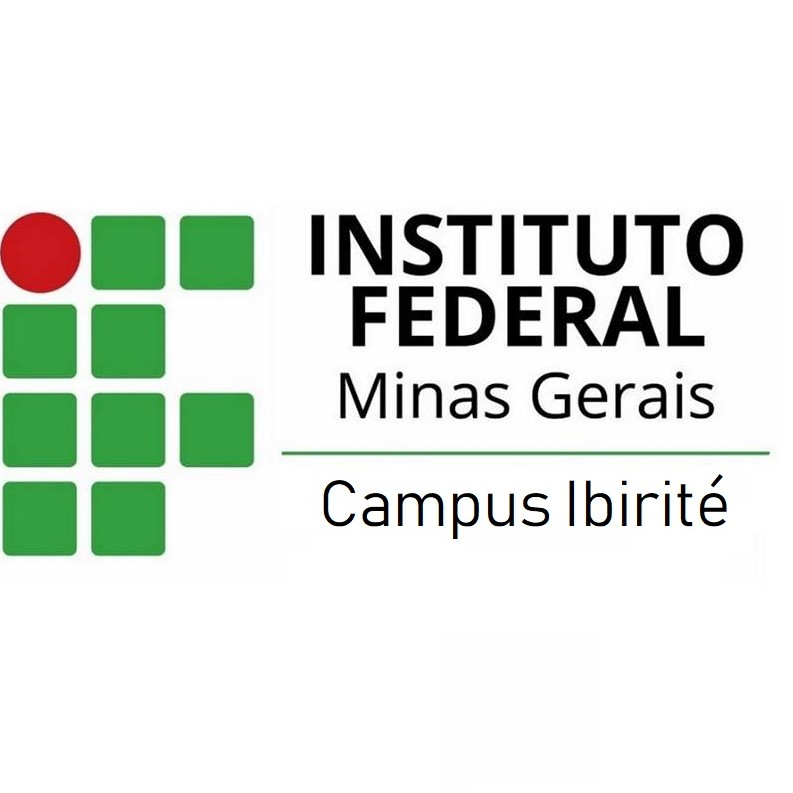 INSTITUTO
FEDERAL
Minas Gerais
Campus Ibirité